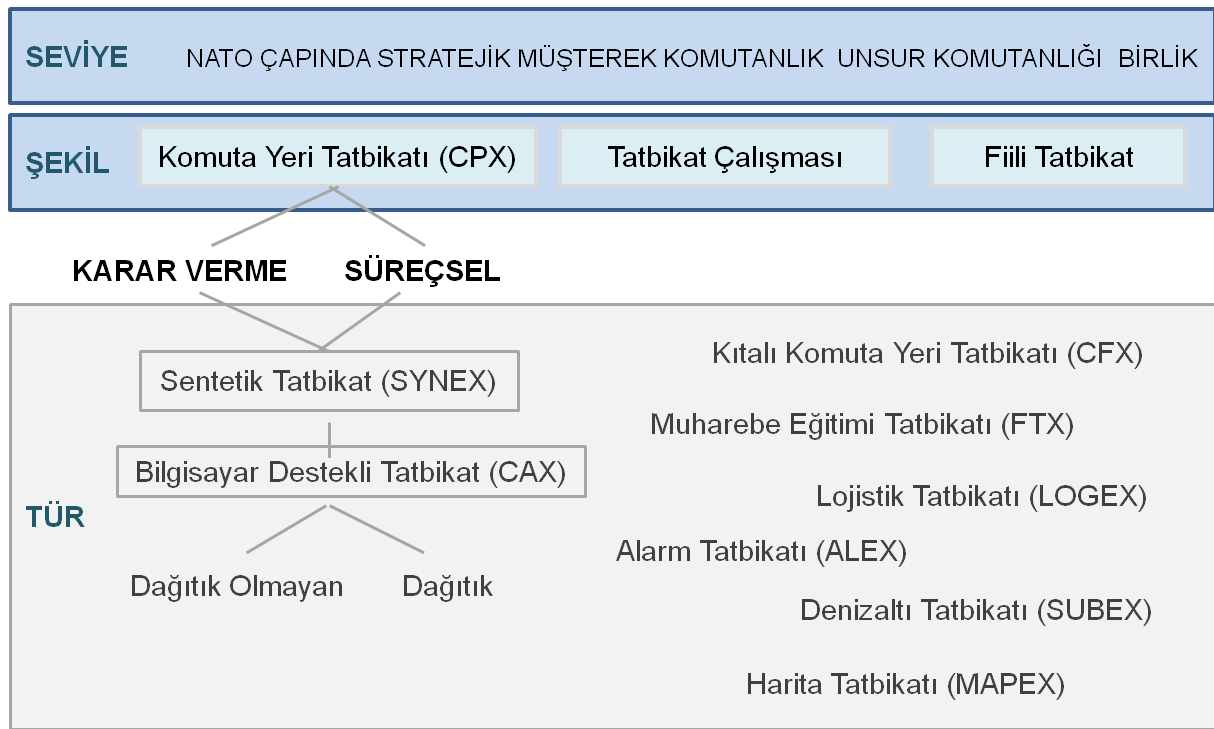 SEVİYE NATO ÇAPINDA STRATEJİK MÜŞTEREK KOMUTANLIK UNSUR KOMUTANLIĞI BİRLİK
ŞEKİL Komuta Yeri Tatbikatı (CPX) Tatbikat Çalışması Fiili Tatbikat
KARAR VERME SÜREÇSEL
TÜR
Sentetik Tatbikat (SYNEX)
Bilgisayar Destekli Tatbikat (CAX)
Dağıtık Olmayan Dağıtık
Kıtalı Komuta Yeri Tatbikatı (CFX)
Muharebe Eğitimi Tatbikatı (FTX)
Lojistik Tatbikatı (LOGEX)
Alarm Tatbikatı (ALEX)
Denizaltı Tatbikatı (SUBEX)
Harita Tatbikatı (MAPEX)